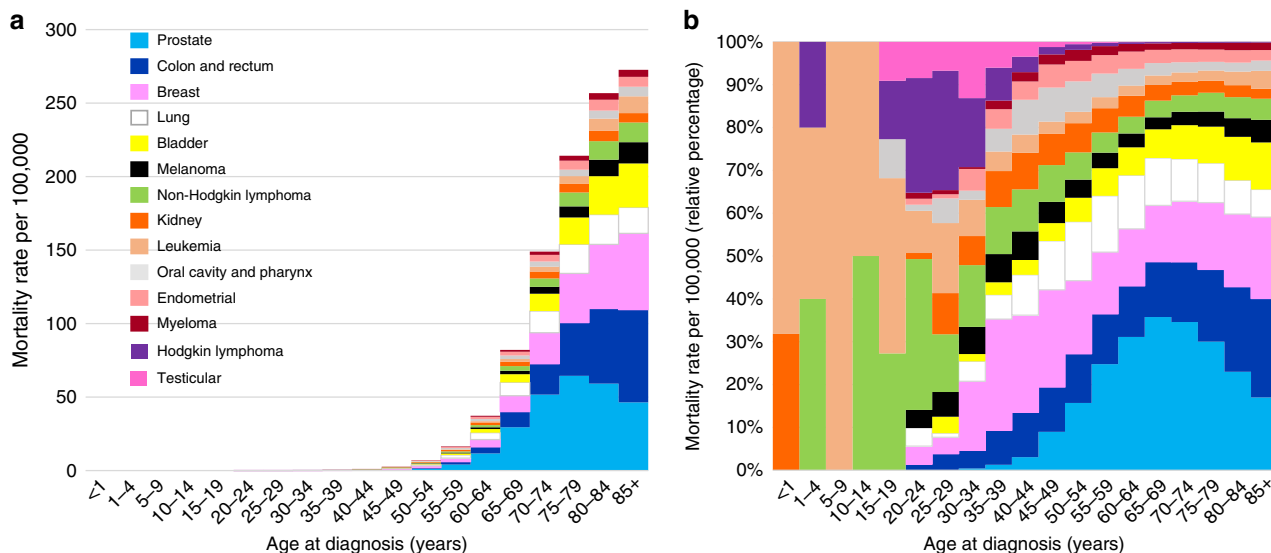 a
Mortality rate per 100,000
300
250
200
150
100
50
0
Prostate
Colon and rectum
Breast
Lung
Bladder
Melanoma
Non-Hodgkin lymphoma
Kidney
Leukemia
Oral cavity and pharynx
Endometrial
Myeloma
Hodgkin lymphoma
Testicular
<1
1–4
5–9
10–14
15–19
20–24
25–29
30–34
35–39
40–44
45–49
50–54
55–59
60–64
65–69
70–74
75–79
80–84
85+
Age at diagnosis (years)
b
Mortality rate per 100,000 (relative percentage)
100%
90%
80%
70%
60%
50%
40%
30%
20%
10%
0%
<1
1–4
5–9
10–14
15–19
20–24
25–29
30–34
35–39
40–44
45–49
50–54
55–59
60–64
65–69
70–74
75–79
80–84
85+
Age at diagnosis (years)